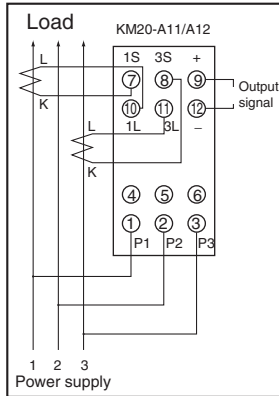 Load
KM20-A11/A12
1S 3S +
L
7 8 9
K
Output signal
10 11 12
L 1L 3L −
K
4 5 6
1 2 3
P1 P2 P3
1 2 3
Power supply